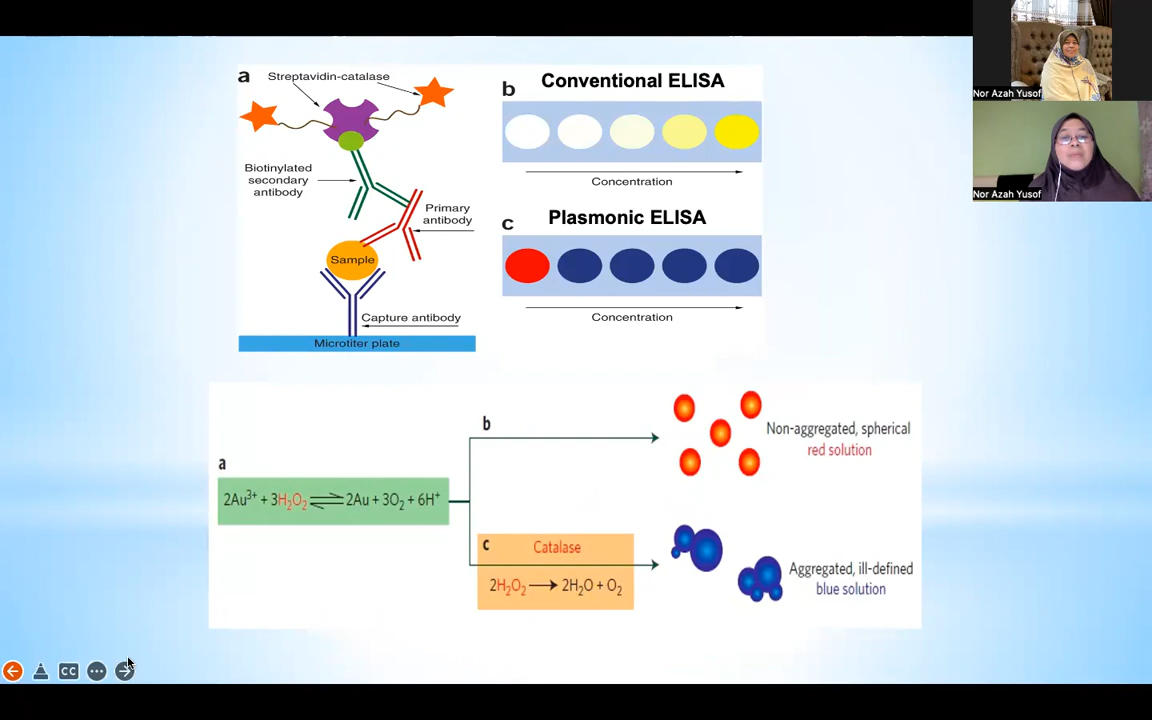 a
Streptavidin-catalase
Biotinylated
secondary
antibody
Primary
antibody
Sample
Capture antibody
Microtiter plate
b
Conventional ELISA
Concentration
Plasmonic ELISA
c
Concentration
Nor Azah Yusof
Nor Azah Yusof
a
2Au³⁺ + 3H₂O₂ ⇌ 2Au + 3O₂ + 6H⁺
b
Non-aggregated, spherical
red solution
c
Catalase
2H₂O₂ → 2H₂O + O₂
Aggregated, ill-defined
blue solution
CC